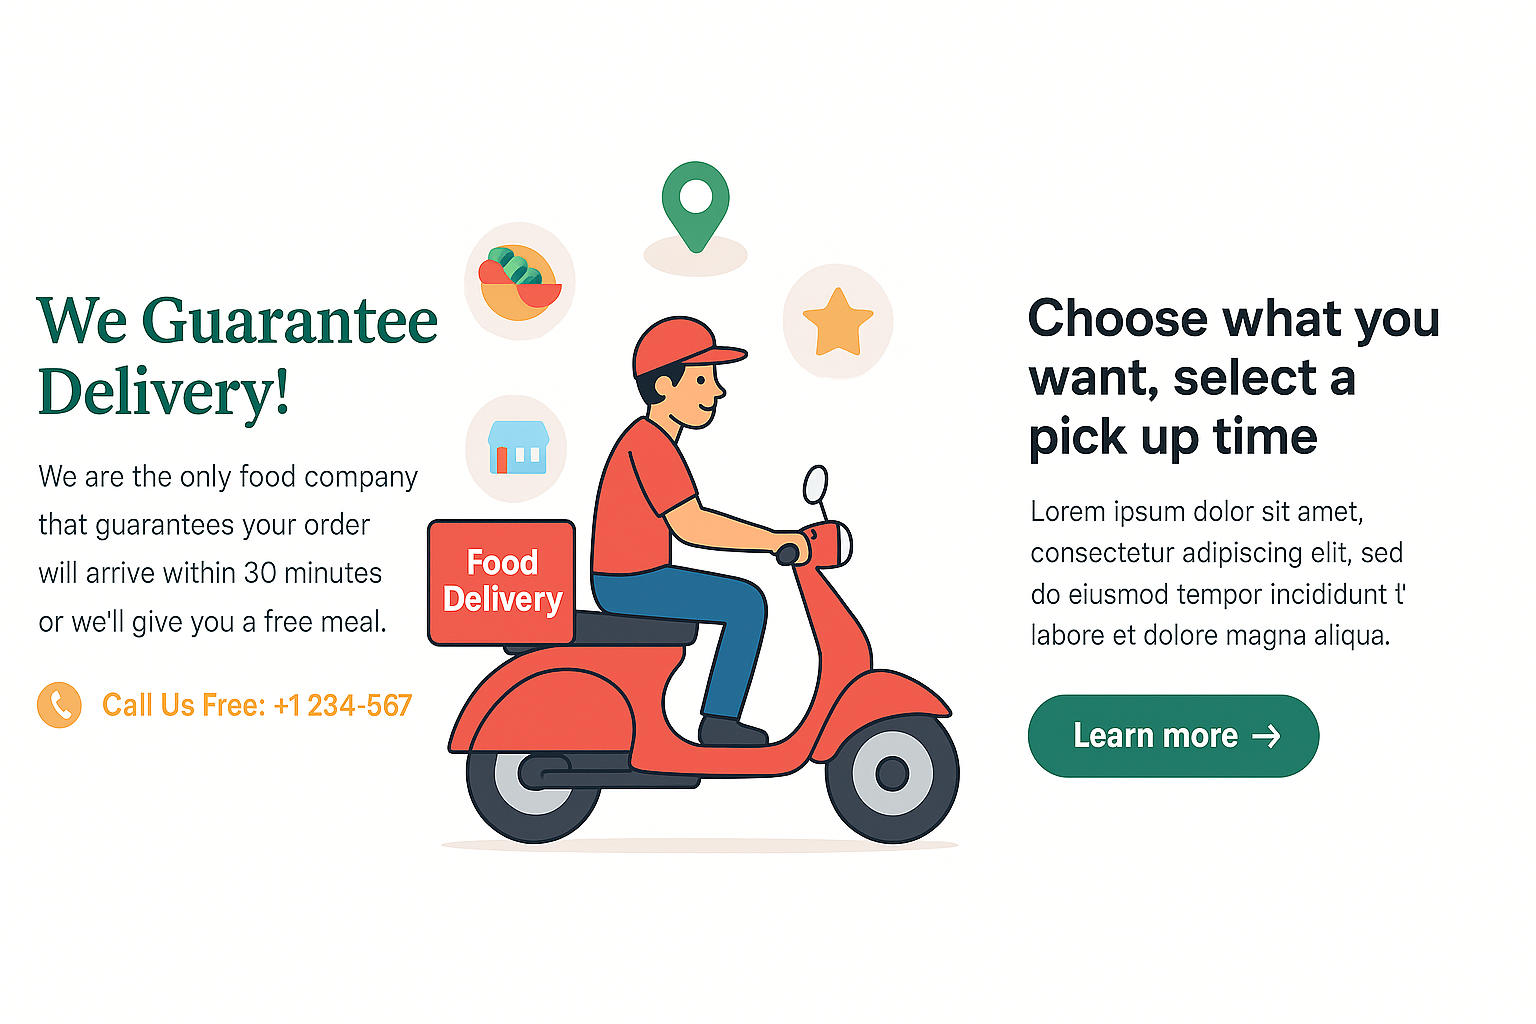 We Guarantee
Delivery!
We are the only food company
that guarantees your order
will arrive within 30 minutes
or we'll give you a free meal.
Call Us Free: +1 234-567
Food
Delivery
Choose what you
want, select a
pick up time
Lorem ipsum dolor sit amet,
consectetur adipiscing elit, sed
do eiusmod tempor incididunt t'
labore et dolore magna aliqua.
Learn more →